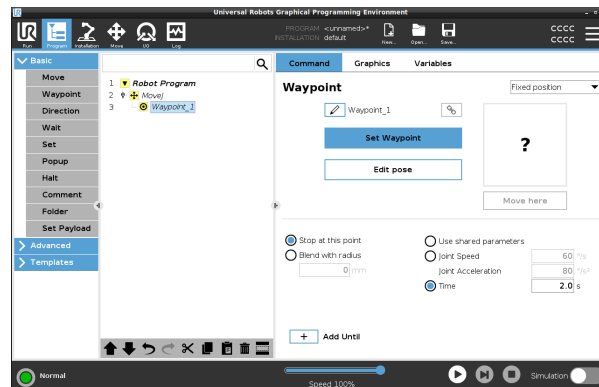 Universal Robots Graphical Programming Environment
Run Program Installation Move I/O Log
PROGRAM <unnamed>*
INSTALLATION default
New... Open... Save...
CCCC
CCCC
Basic
Move
Waypoint
Direction
Wait
Set
Popup
Halt
Comment
Folder
Set Payload
Advanced
Templates
1 Robot Program
2 MoveJ
3 Waypoint_1
Command Graphics Variables
Waypoint
Fixed position
Waypoint_1
Set Waypoint
Edit pose
?
Move here
Stop at this point
Blend with radius
0 mm
Use shared parameters
Joint Speed 60 °/s
Joint Acceleration 80 °/s²
Time 2.0 s
+ Add Until
Normal
Speed 100%
Simulation